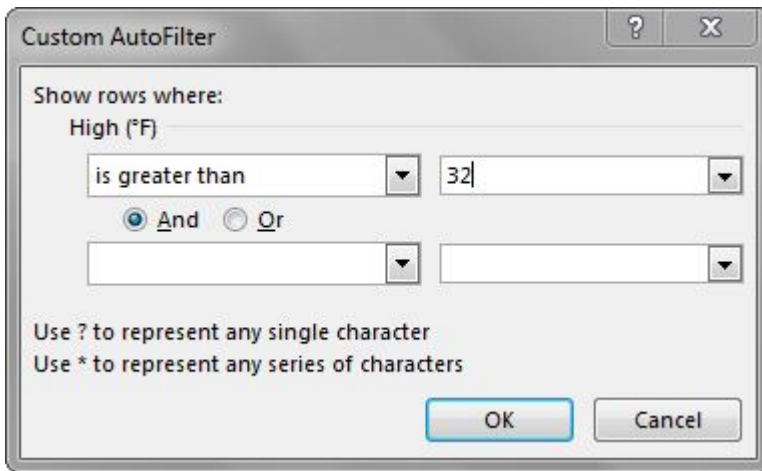 Custom AutoFilter ?
Show rows where:
High (°F)
is greater than 32
And Or
Use ? to represent any single character
Use * to represent any series of characters
OK Cancel